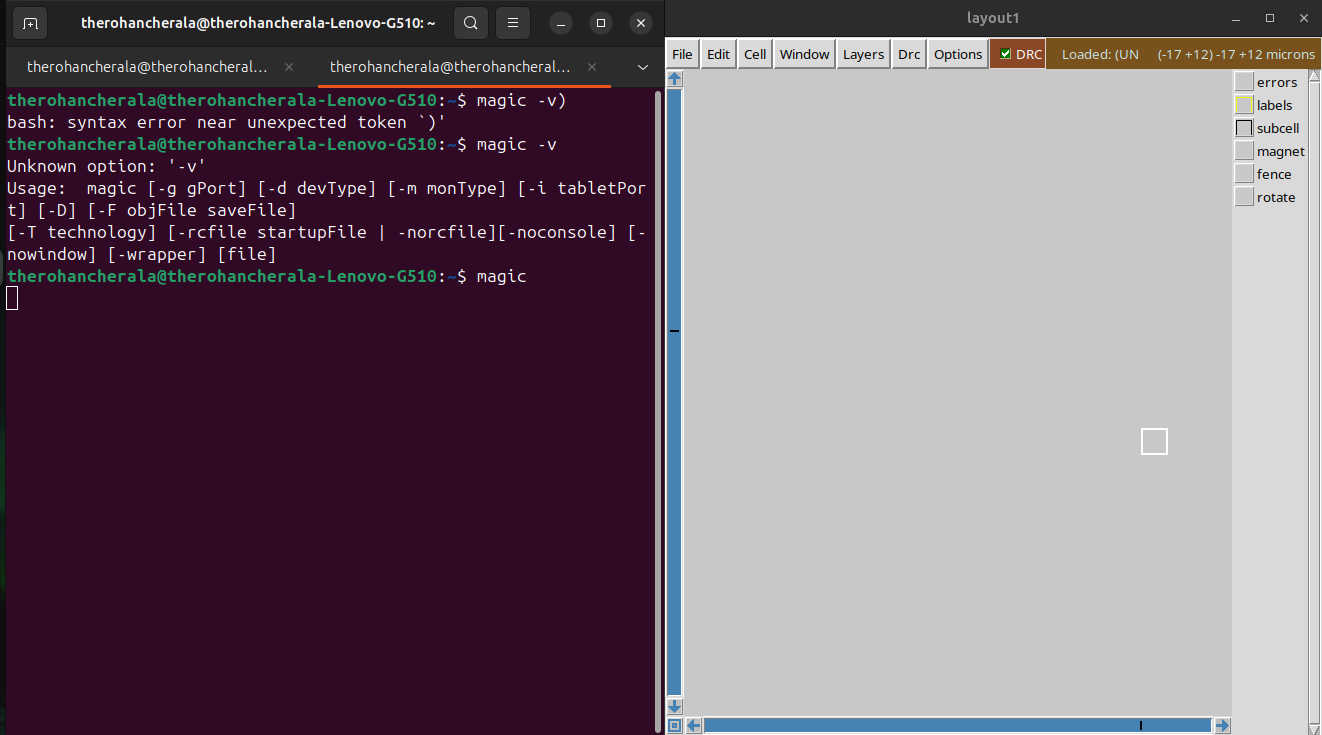 therohancherala@therohancherala-Lenovo-G510: ~
therohancherala@therohancheral...
therohancherala@therohancheral...
therohancherala@therohancherala-Lenovo-G510:~$ magic -v)
bash: syntax error near unexpected token `)'
therohancherala@therohancherala-Lenovo-G510:~$ magic -v
Unknown option: '-v'
Usage:  magic [-g gPort] [-d devType] [-m monType] [-i tabletPor
t] [-D] [-F objFile saveFile]
[-T technology] [-rcfile startupFile | -norcfile][-noconsole] [-
nowindow] [-wrapper] [file]
therohancherala@therohancherala-Lenovo-G510:~$ magic
layout1
File Edit Cell Window Layers Drc Options DRC Loaded: (UN (-17 +12) -17 +12 microns
errors
labels
subcell
magnet
fence
rotate